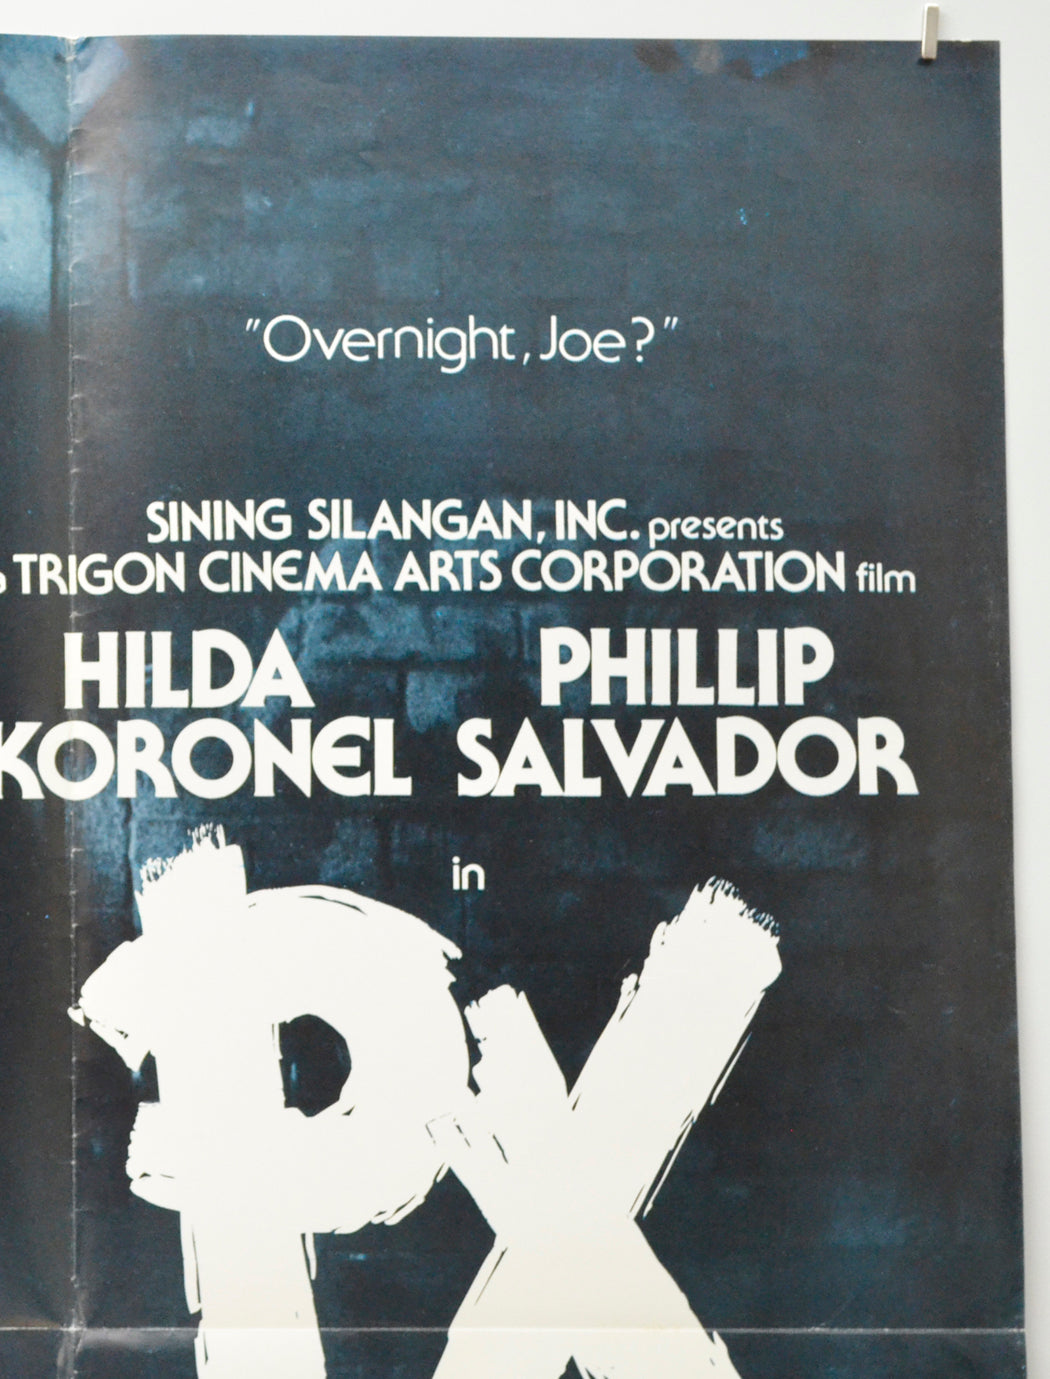 "Overnight, Joe?"
SINING SILANGAN, INC. presents
TRIGON CINEMA ARTS CORPORATION film
HILDA PHILLIP
KORONEL SALVADOR
in
PX